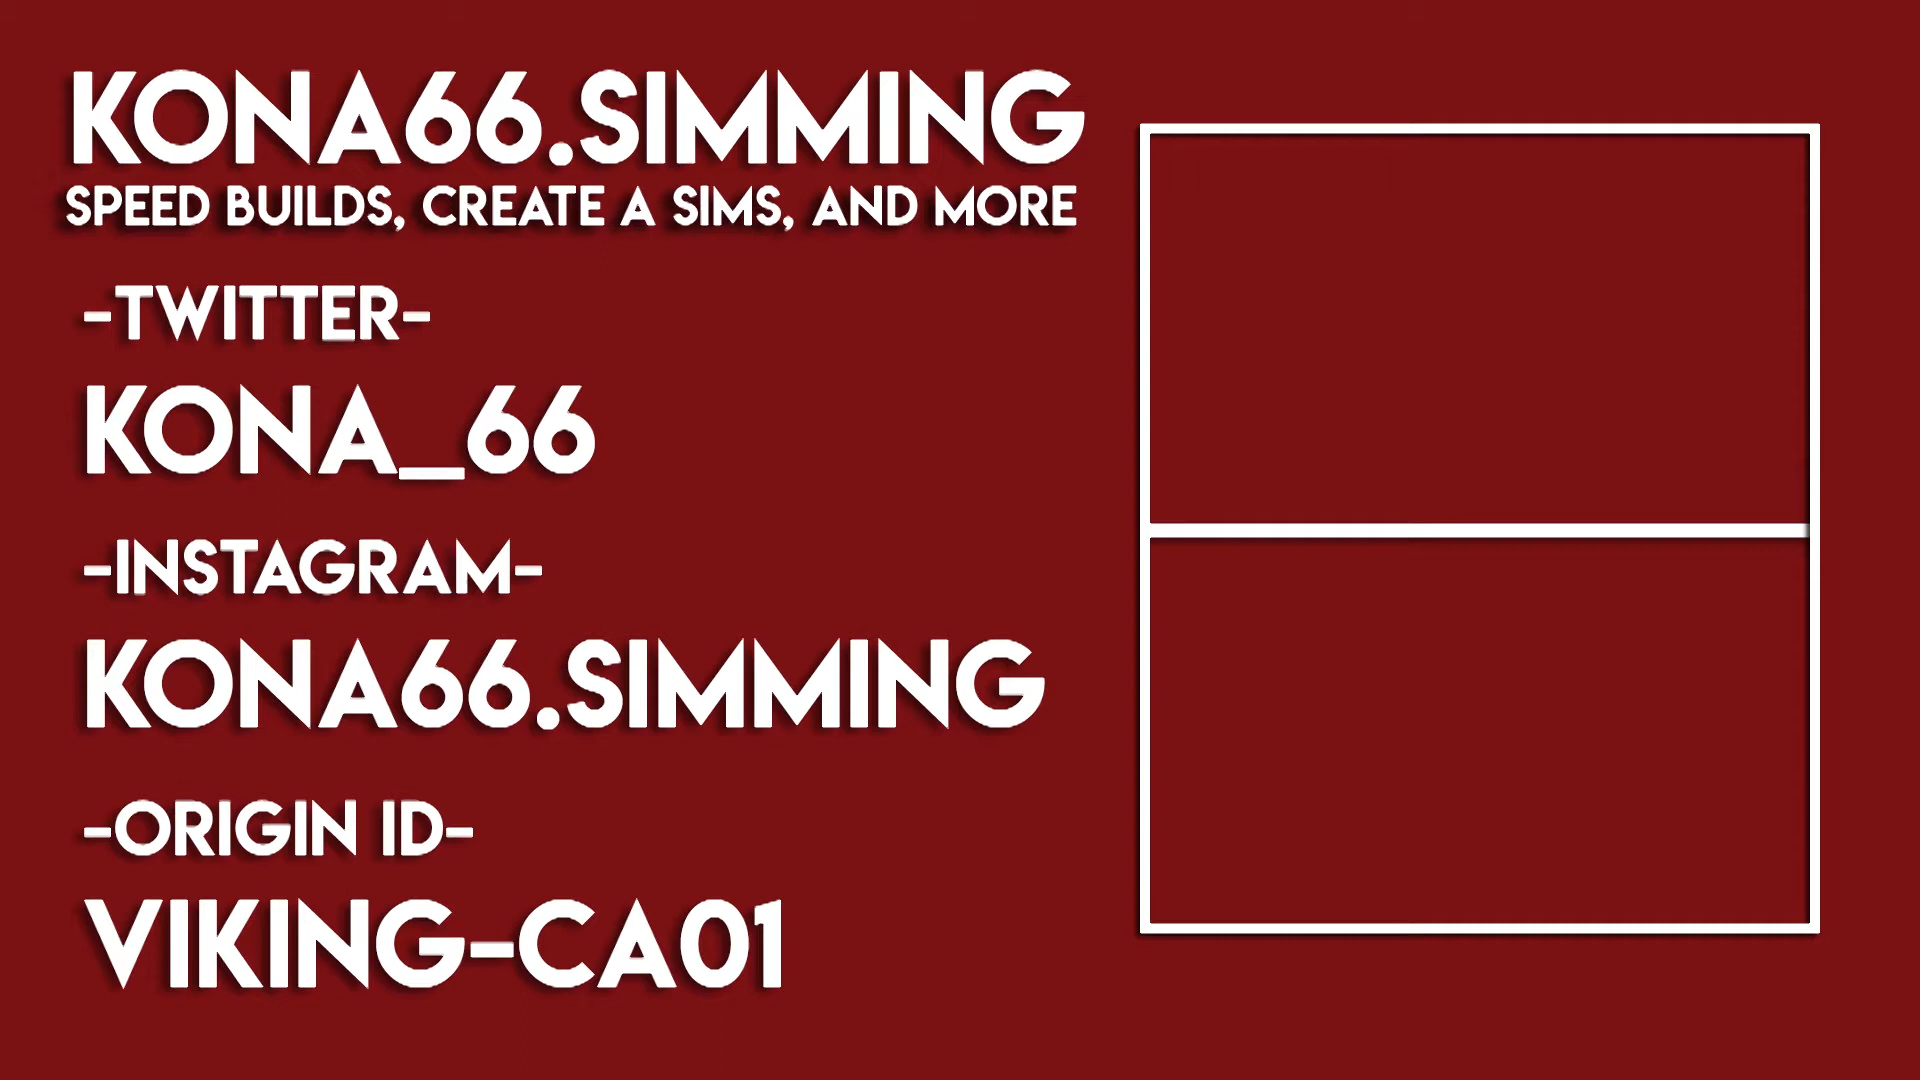 KONA66.SIMMING
SPEED BUILDS, CREATE A SIMS, AND MORE
-TWITTER-
KONA_66
-INSTAGRAM-
KONA66.SIMMING
-ORIGIN ID-
VIKING-CA01